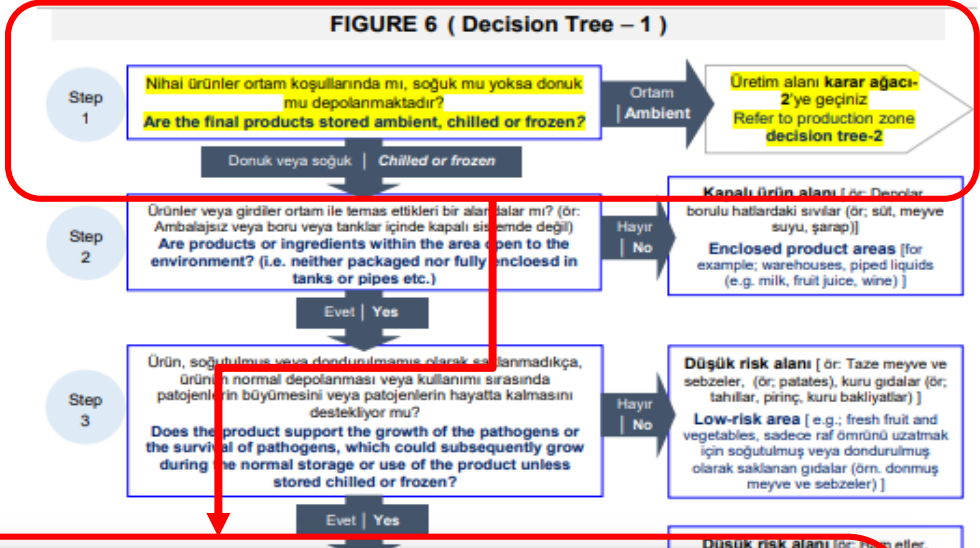 FIGURE 6 ( Decision Tree – 1 )
Step
1
Nihai ürünler ortam koşullarında mı, soğuk mu yoksa donuk
mu depolanmaktadır?
Are the final products stored ambient, chilled or frozen?
Ortam
| Ambient
Üretim alanı karar ağacı-
2'ye geçiniz
Refer to production zone
decision tree-2
Donuk veya soğuk | Chilled or frozen
Step
2
Ürünler veya girdiler ortam ile temas ettikleri bir alandalar mı? (ör:
Ambalajsız veya boru veya tanklar içinde kapalı sistemde değil)
Are products or ingredients within the area open to the
environment? (i.e. neither packaged nor fully encloesd in
tanks or pipes etc.)
Hayır
| No
Kapalı ürün alanı [ ör: Depolar,
borulu hatlardaki sıvılar (ör; süt, meyve
suyu, şarap)]
Enclosed product areas [for
example; warehouses, piped liquids
(e.g. milk, fruit juice, wine) ]
Evet | Yes
Step
3
Ürün, soğutulmuş veya dondurulmamış olarak saklanmadıkça,
ürünün normal depolanması veya kullanımı sırasında
patojenlerin büyümesini veya patojenlerin hayatta kalmasını
destekliyor mu?
Does the product support the growth of the pathogens or
the survival of pathogens, which could subsequently grow
during the normal storage or use of the product unless
stored chilled or frozen?
Hayır
| No
Düşük risk alanı [ ör: Taze meyve ve
sebzeler, (ör; patates), kuru gıdalar (ör;
tahıllar, pirinç, kuru bakliyatlar) ]
Low-risk area [ e.g.; fresh fruit and
vegetables, sadece raf ömrünü uzatmak
için soğutulmuş veya dondurulmuş
olarak saklanan gıdalar (örn. donmuş
meyve ve sebzeler) ]
Evet | Yes
Düşük risk alanı [ör: Ham etler,